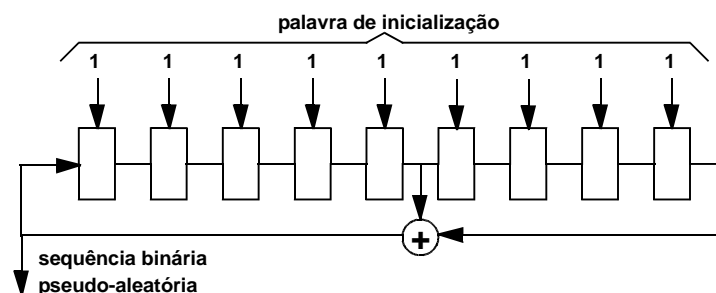 palavra de inicialização
1 1 1 1 1 1 1 1 1
+
sequência binária
pseudo-aleatória